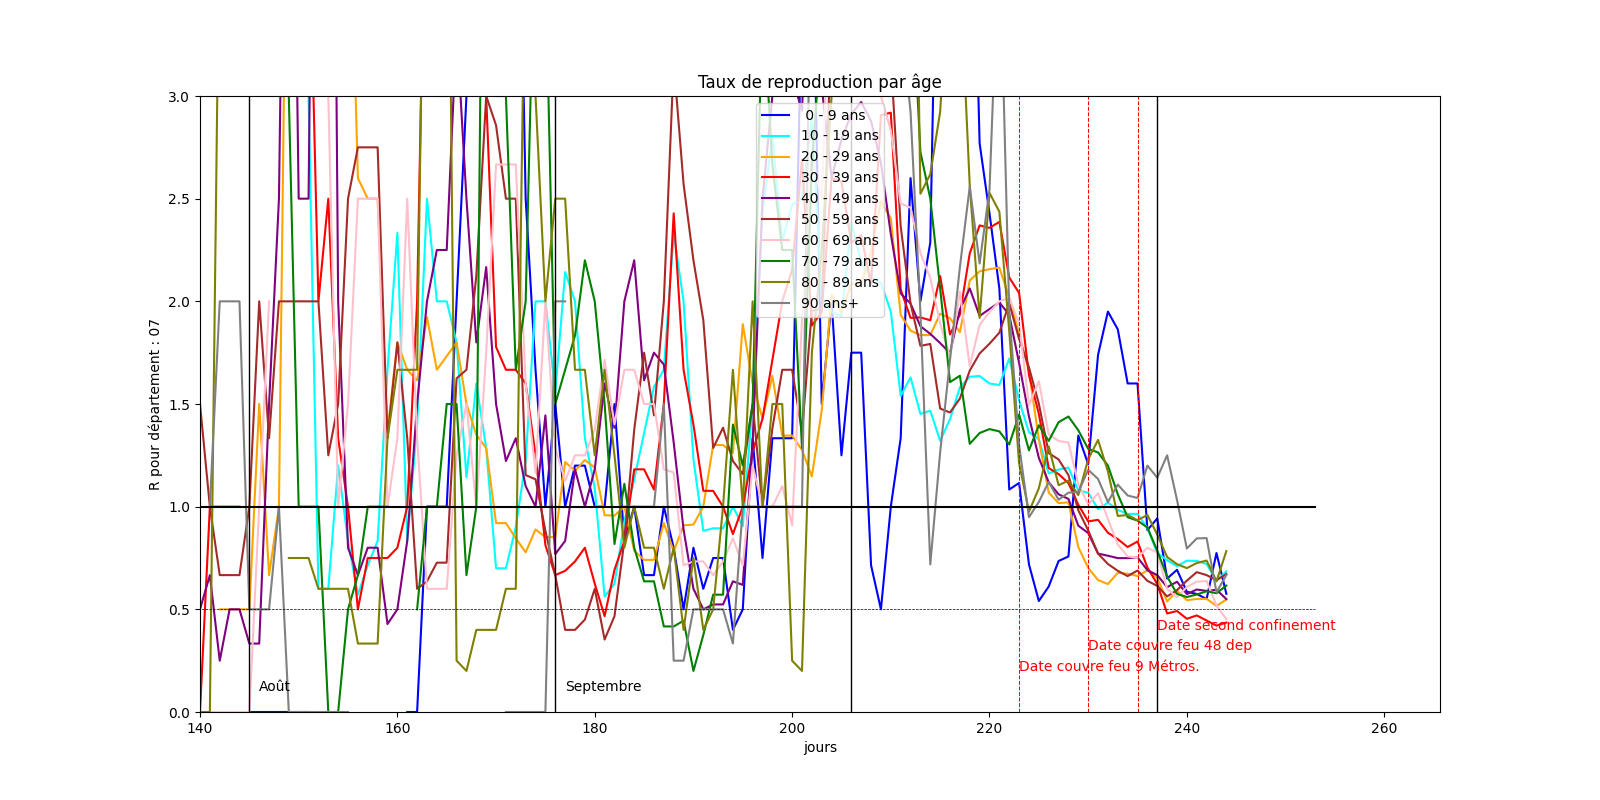 Taux de reproduction par âge
3.0
2.5
2.0
1.5
1.0
0.5
0.0
R pour département : 07
0 - 9 ans
10 - 19 ans
20 - 29 ans
30 - 39 ans
40 - 49 ans
50 - 59 ans
60 - 69 ans
70 - 79 ans
80 - 89 ans
90 ans+
Date second confinement
Date couvre feu 48 dep
Date couvre feu 9 Métros.
Août
Septembre
140 160 180 200 220 240 260
jours